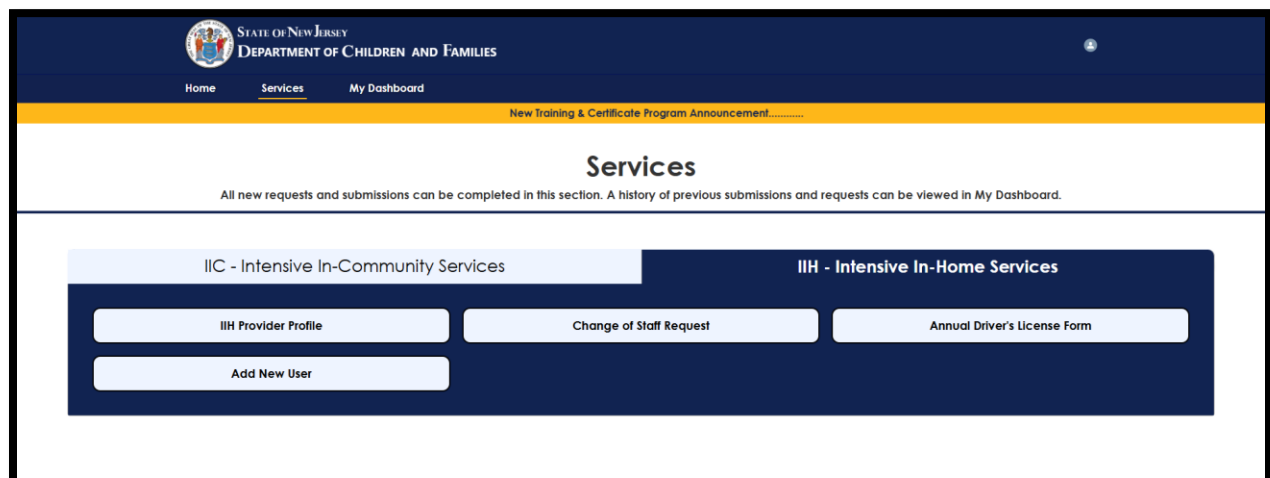 STATE OF NEW JERSEY
DEPARTMENT OF CHILDREN AND FAMILIES
Home Services My Dashboard
New Training & Certificate Program Announcement............
Services
All new requests and submissions can be completed in this section. A history of previous submissions and requests can be viewed in My Dashboard.
IIC - Intensive In-Community Services IIH - Intensive In-Home Services
IIH Provider Profile Change of Staff Request Annual Driver's License Form
Add New User